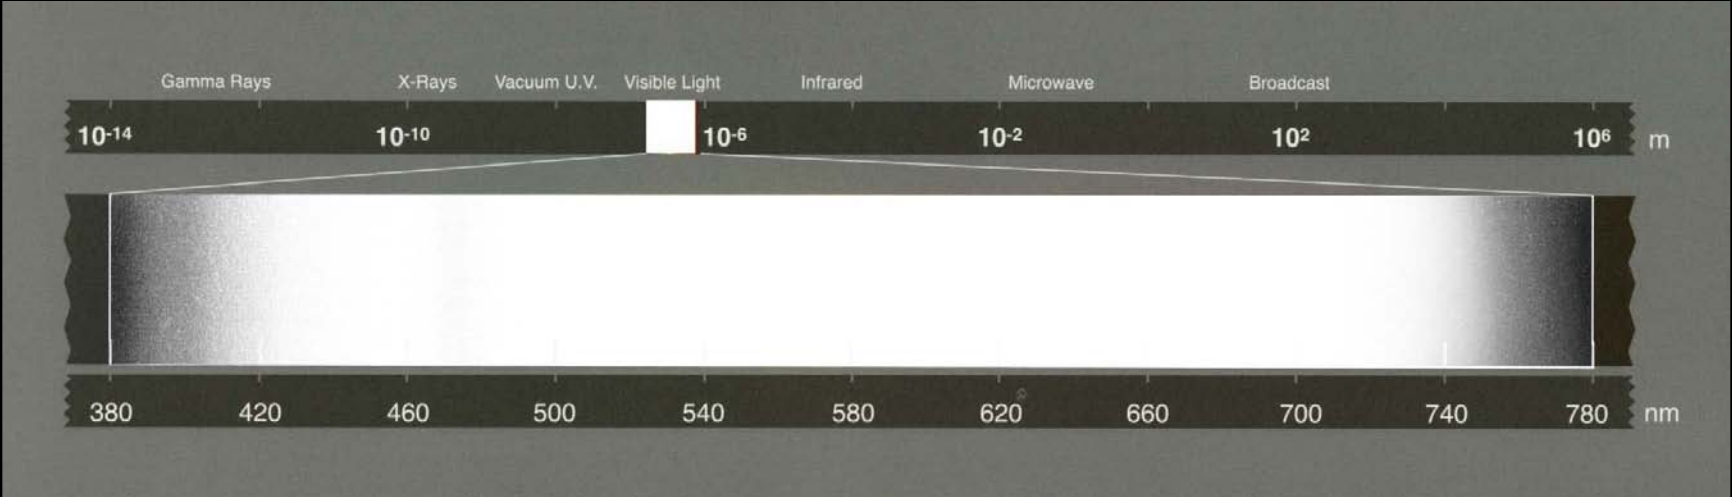 Gamma Rays X-Rays Vacuum U.V. Visible Light Infrared Microwave Broadcast
10-14 10-10 10-6 10-2 102 106 m
380 420 460 500 540 580 620 660 700 740 780 nm